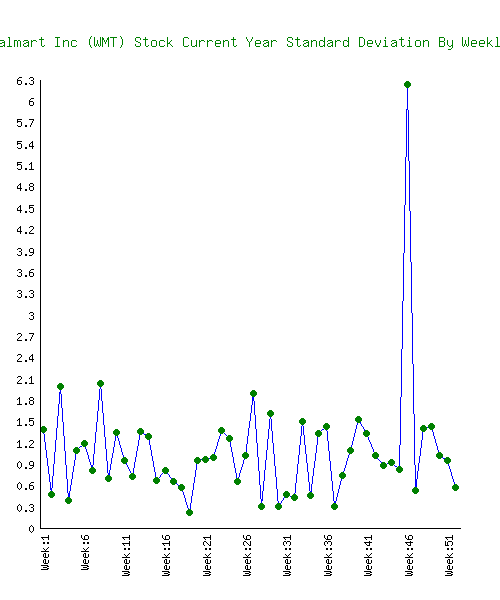 almart Inc (WMT) Stock Current Year Standard Deviation By Weekl
6.3
6
5.7
5.4
5.1
4.8
4.5
4.2
3.9
3.6
3.3
3
2.7
2.4
2.1
1.8
1.5
1.2
0.9
0.6
0.3
0
Week:1
Week:6
Week:11
Week:16
Week:21
Week:26
Week:31
Week:36
Week:41
Week:46
Week:51